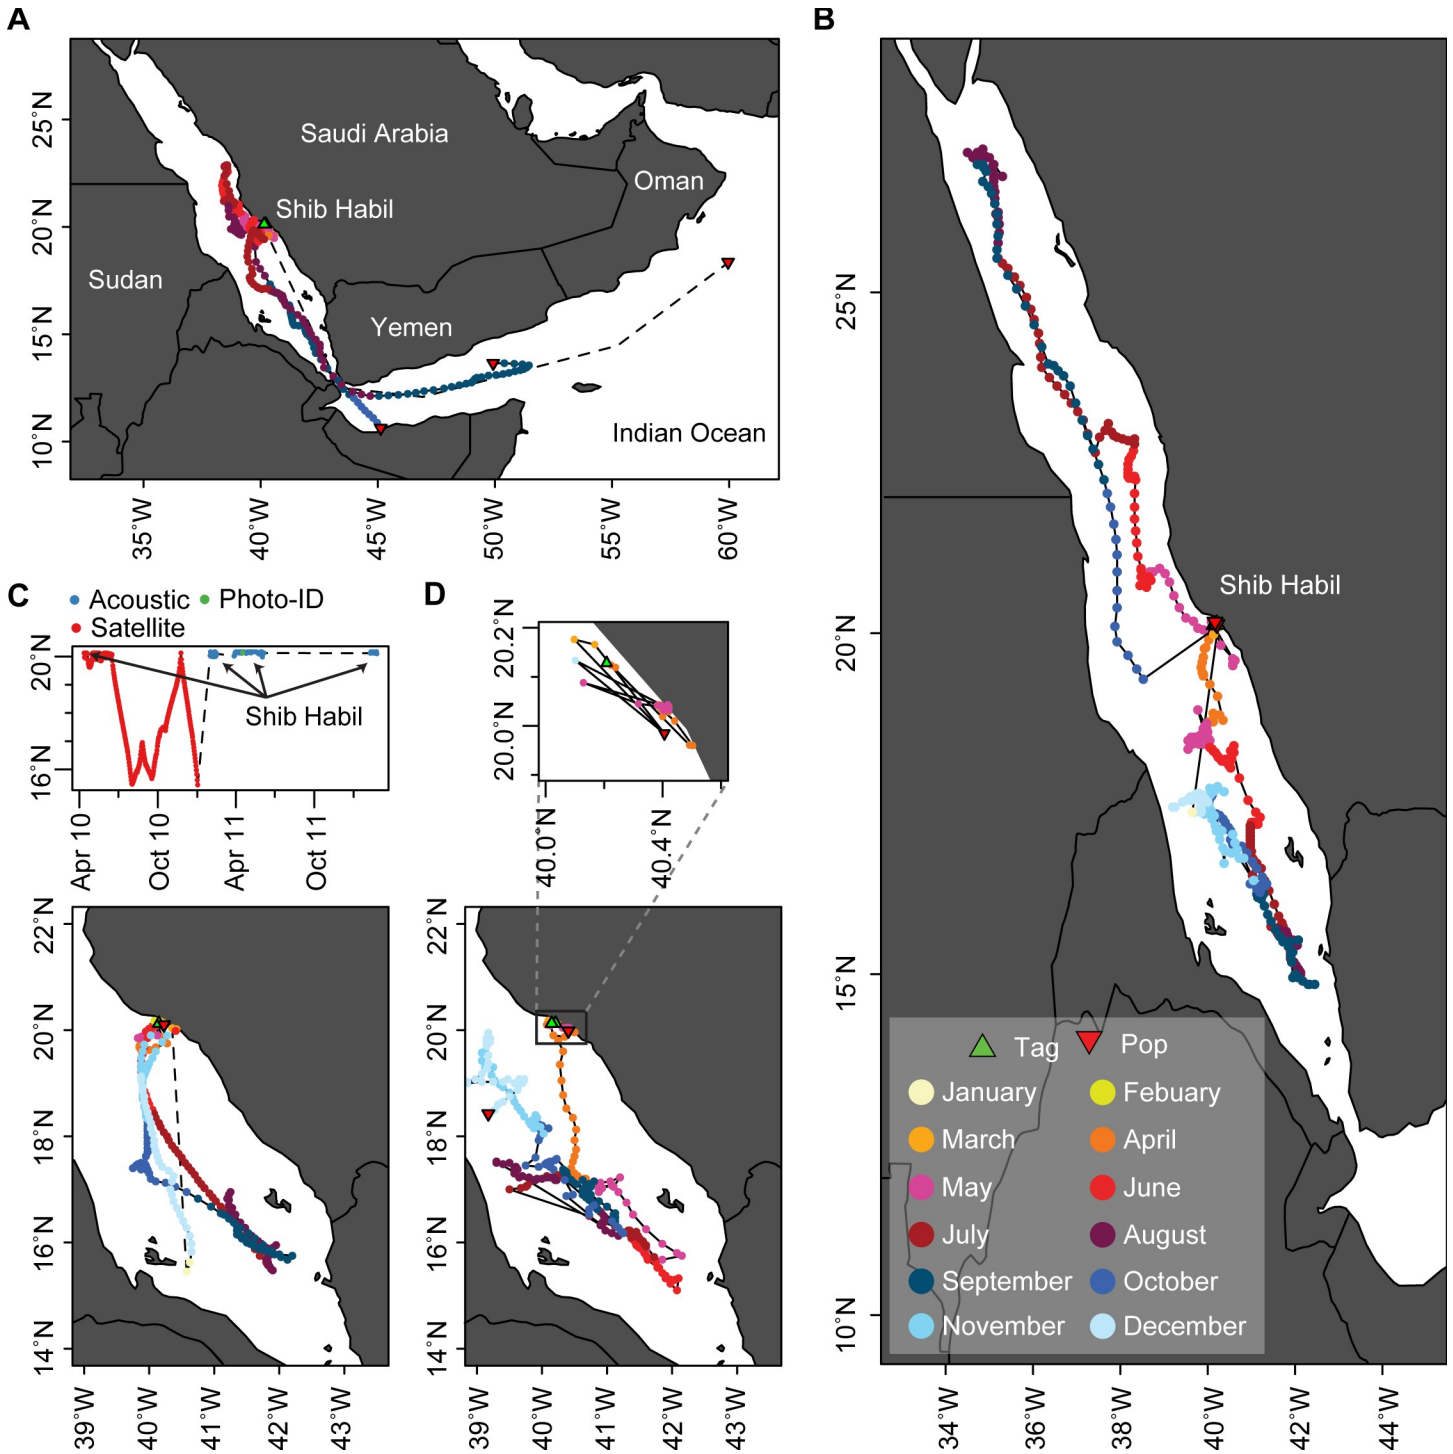 A
25°N
20°N
15°N
10°N
Saudi Arabia
Oman
Shib Habil
Sudan
Yemen
Indian Ocean
35°W
40°W
45°W
50°W
55°W
60°W
B
25°N
20°N
15°N
10°N
Shib Habil
Tag
Pop
January
Febuary
March
April
May
June
July
August
September
October
November
December
34°W
36°W
38°W
40°W
42°W
44°W
C
Acoustic
Photo-ID
Satellite
20°N
16°N
Shib Habil
Apr 10
Oct 10
Apr 11
Oct 11
22°N
20°N
18°N
16°N
14°N
39°W
40°W
41°W
42°W
43°W
D
20.2°N
20.0°N
20.0°N
40.0°N
40.4°N
22°N
20°N
18°N
16°N
14°N
39°W
40°W
41°W
42°W
43°W